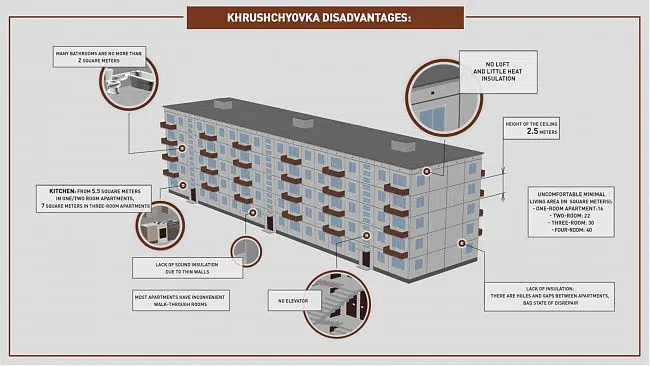 KHRUSHCHYOVKA DISADVANTAGES:
MANY BATHROOMS ARE NO MORE THAN
2 SQUARE METERS
NO LOFT
AND LITTLE HEAT
INSULATION
HEIGHT OF THE CEILING
2.5 METERS
KITCHEN: FROM 5.5 SQUARE METERS
IN ONE/TWO ROOM APARTMENTS,
7 SQUARE METERS IN THREE-ROOM APARTMENTS
UNCOMFORTABLE MINIMAL
LIVING AREA (IN SQUARE METERS):
- ONE-ROOM APARTMENT:16
- TWO-ROOM: 22
- THREE-ROOM: 30
- FOUR-ROOM: 40
LACK OF SOUND INSULATION
DUE TO THIN WALLS
MOST APARTMENTS HAVE INCONVENIENT
WALK-THROUGH ROOMS
NO ELEVATOR
LACK OF INSULATION:
THERE ARE HOLES AND GAPS BETWEEN APARTMENTS,
BAD STATE OF DISREPAIR